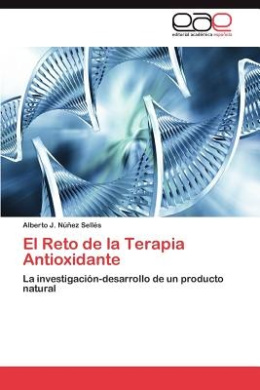 eae
editorial académica española
Alberto J. Núñez Sellés
El Reto de la Terapia
Antioxidante
La investigación-desarrollo de un producto
natural